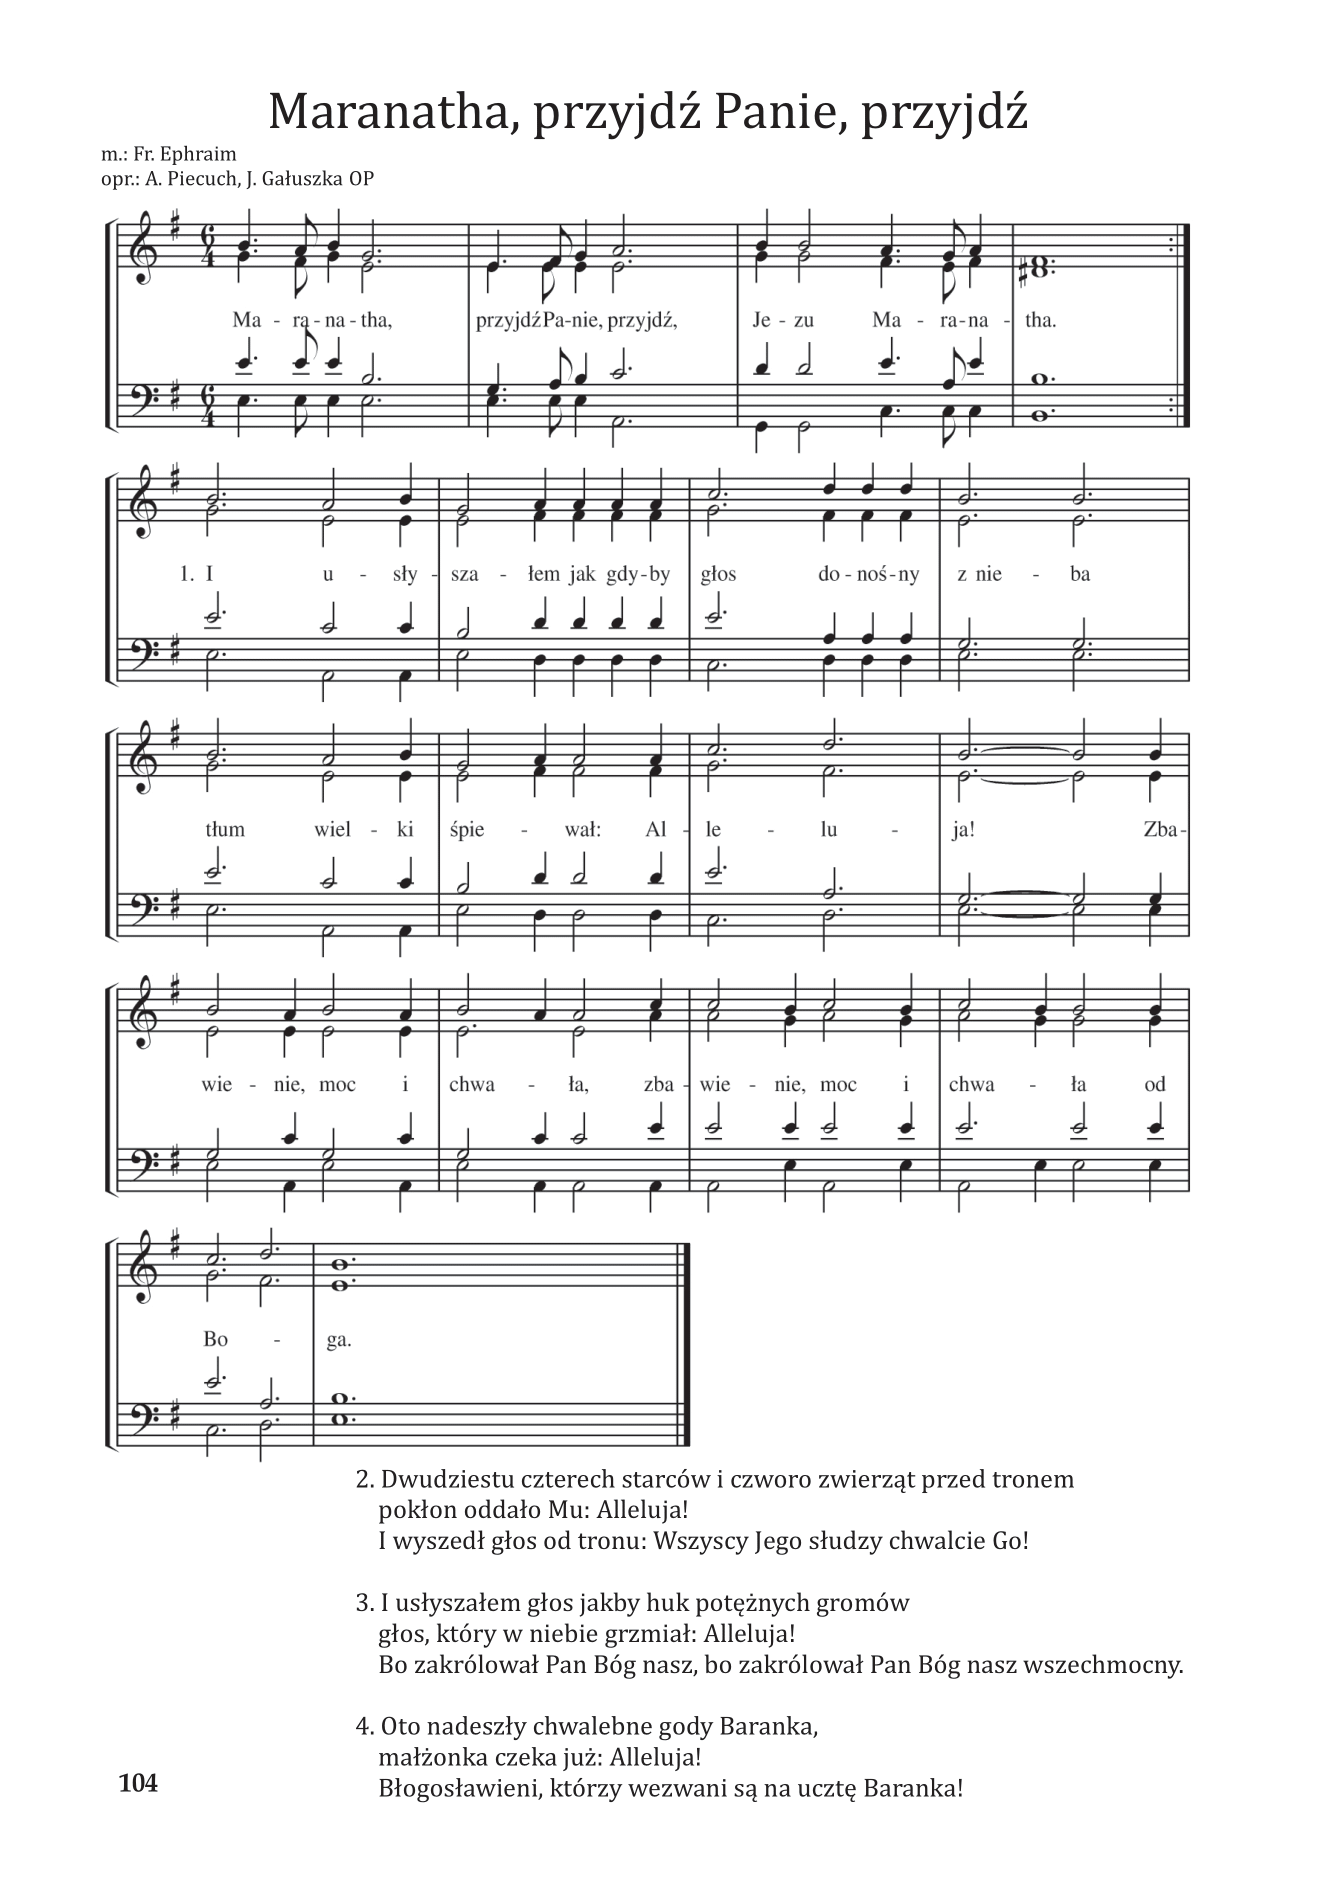 Maranatha, przyjdź Panie, przyjdź
m.: Fr. Ephraim
opr.: A. Piecuch, J. Gałuszka OP
6
4
Ma - ra - na - tha, przyjdź Pa - nie, przyjdź, Je - zu Ma - ra - na - tha.
6
4
1. I u - sły - sza - łem jak gdy - by głos do - noś - ny z nie - ba
tłum wiel - ki śpie - wał: Al - le - lu - ja! Zba -
wie - nie, moc i chwa - ła, zba - wie - nie, moc i chwa - ła od
Bo - ga.
2. Dwudziestu czterech starców i czworo zwierząt przed tronem
pokłon oddało Mu: Alleluja!
I wyszedł głos od tronu: Wszyscy Jego słudzy chwalcie Go!
3. I usłyszałem głos jakby huk potężnych gromów
głos, który w niebie grzmiał: Alleluja!
Bo zakrólował Pan Bóg nasz, bo zakrólował Pan Bóg nasz wszechmocny.
4. Oto nadeszły chwalebne gody Baranka,
małżonka czeka już: Alleluja!
Błogosławieni, którzy wezwani są na ucztę Baranka!
104